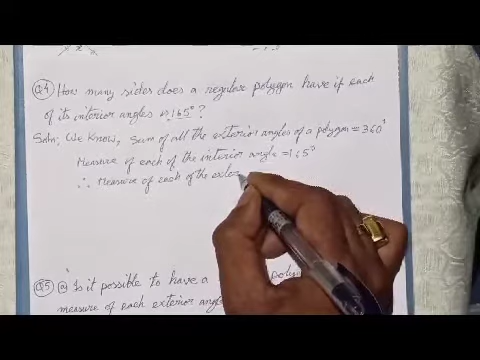 Q4 How many sides does a regular polygon have if each
of its interior angles is 165°?
Soln. We know, Sum of all the exterior angles of a polygon = 360°
Measure of each of the interior angle = 165°
∴ Measure of each of the exter
Q5 a) Is it possible to have a
measure of each exterior angle